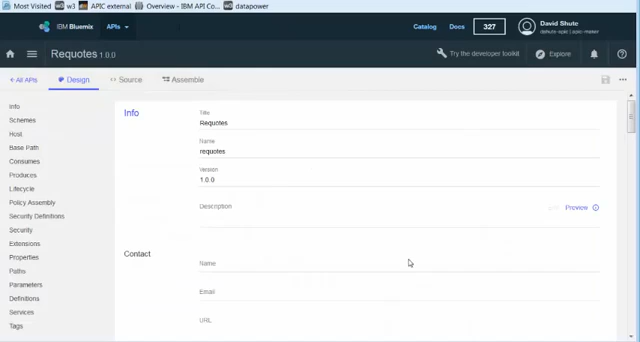 Most Visited w3 w3 APIC external Overview - IBM API Co... w3 datapower
IBM Bluemix APIs Catalog Docs 327 David Shute
Requotes 1.0.0 Try the developer toolkit Explore
All APIs Design Source Assemble
Info
Schemes
Host
Base Path
Consumes
Produces
Lifecycle
Policy Assembly
Security Definitions
Security
Extensions
Properties
Paths
Parameters
Definitions
Services
Tags
Info
Title
Requotes
Name
requotes
Version
1.0.0
Description Preview
Contact
Name
Email
URL